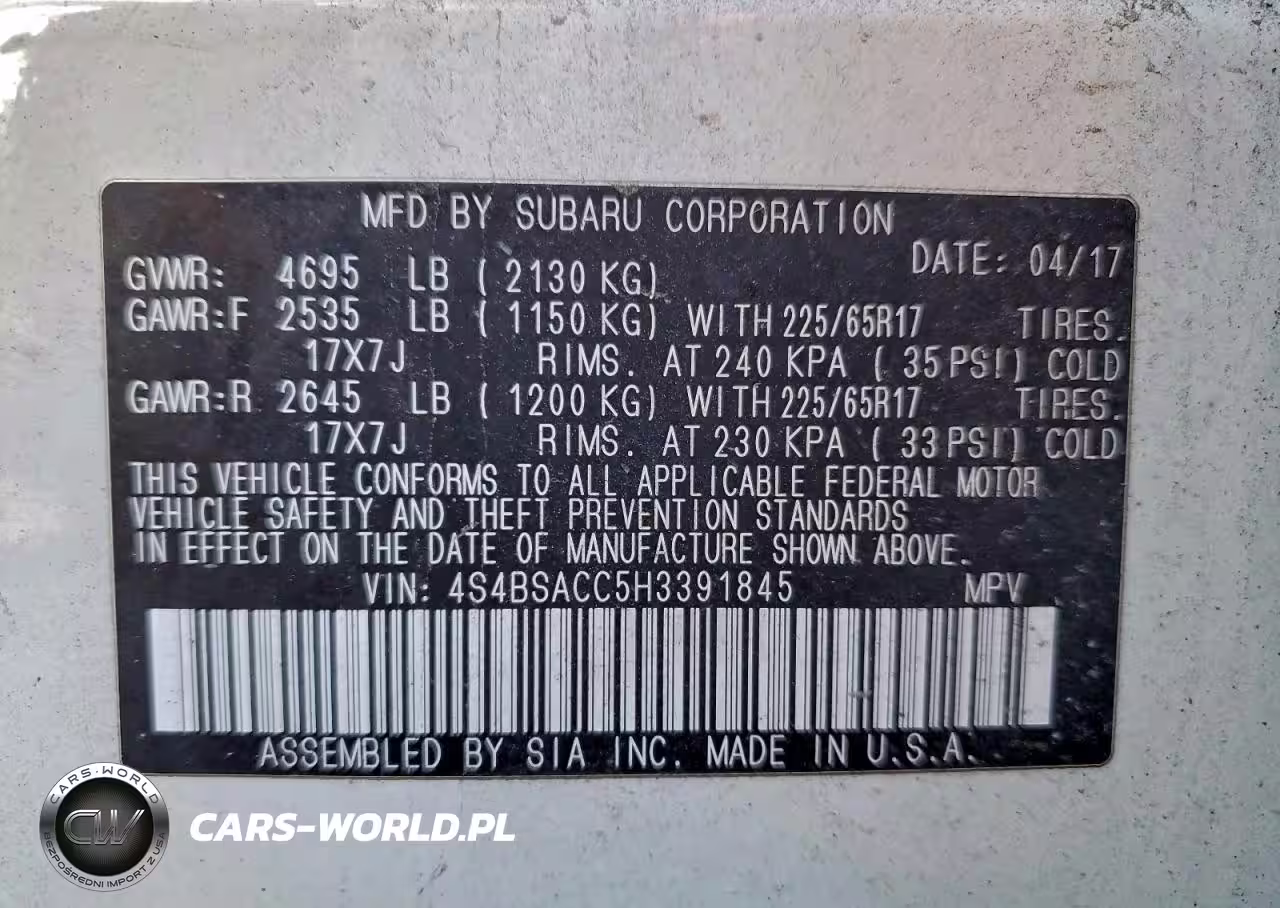 MFD BY SUBARU CORPORATION
DATE: 04/17
GVWR: 4695 LB ( 2130 KG)
GAWR:F 2535 LB ( 1150 KG) WITH 225/65R17 TIRES.
17X7J RIMS. AT 240 KPA ( 35 PSI) COLD
GAWR:R 2645 LB ( 1200 KG) WITH 225/65R17 TIRES.
17X7J RIMS. AT 230 KPA ( 33 PSI) COLD
THIS VEHICLE CONFORMS TO ALL APPLICABLE FEDERAL MOTOR
VEHICLE SAFETY AND THEFT PREVENTION STANDARDS
IN EFFECT ON THE DATE OF MANUFACTURE SHOWN ABOVE.
VIN: 4S4BSACC5H3391845 MPV
ASSEMBLED BY SIA INC. MADE IN U.S.A.
CARS-WORLD
CW
BEZPOŚREDNI IMPORT Z USA
CARS-WORLD.PL